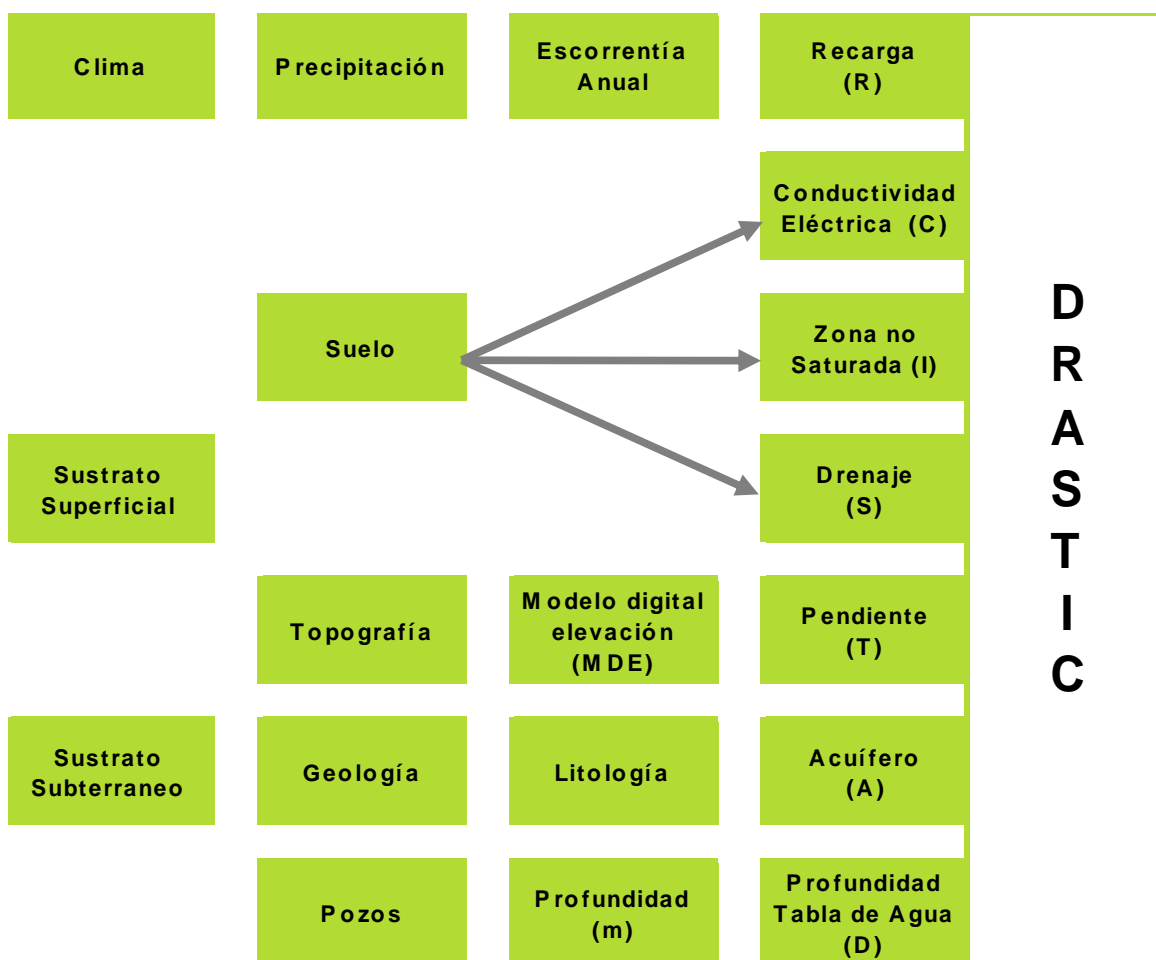 Clima
Precipitación
Escorrentía
Anual
Recarga
(R)
Conductividad
Eléctrica (C)
Suelo
Zona no
Saturada (I)
Sustrato
Superficial
Drenaje
(S)
Topografía
Modelo digital
elevación
(MDE)
Pendiente
(T)
Sustrato
Subterraneo
Geología
Litología
Acuífero
(A)
Pozos
Profundidad
(m)
Profundidad
Tabla de Agua
(D)
D
R
A
S
T
I
C